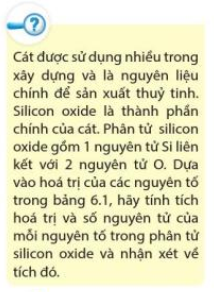 Cát được sử dụng nhiều trong
xây dựng và là nguyên liệu
chính để sản xuất thuỷ tinh.
Silicon oxide là thành phần
chính của cát. Phân tử silicon
oxide gồm 1 nguyên tử Si liên
kết với 2 nguyên tử O. Dựa
vào hoá trị của các nguyên tố
trong bảng 6.1, hãy tính tích
hoá trị và số nguyên tử của
mỗi nguyên tố trong phân tử
silicon oxide và nhận xét về
tích đó.